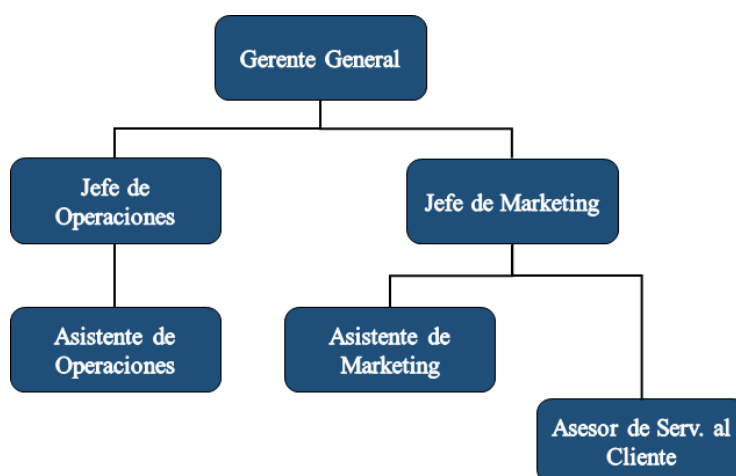 Gerente General
Jefe de
Operaciones
Jefe de Marketing
Asistente de
Operaciones
Asistente de
Marketing
Asesor de Serv. al
Cliente